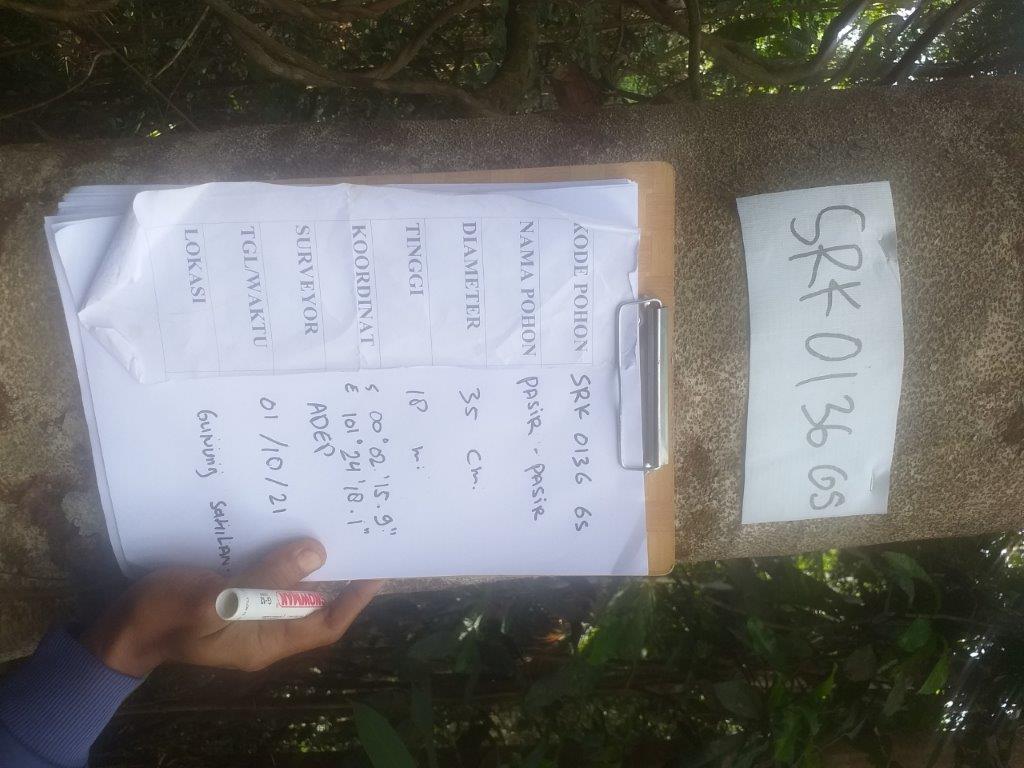 SRK 0136 GS
KODE POHON SRK 0136 GS
NAMA POHON PASIR - PASIR
DIAMETER 35 cm.
TINGGI 18 m.
KOORDINAT S 00°02'15.9"
E 101°24'18.1"
SURVEYOR ADEP
TGL/WAKTU 01/10/21
LOKASI Gunung SahiLan.
SNOWMAN